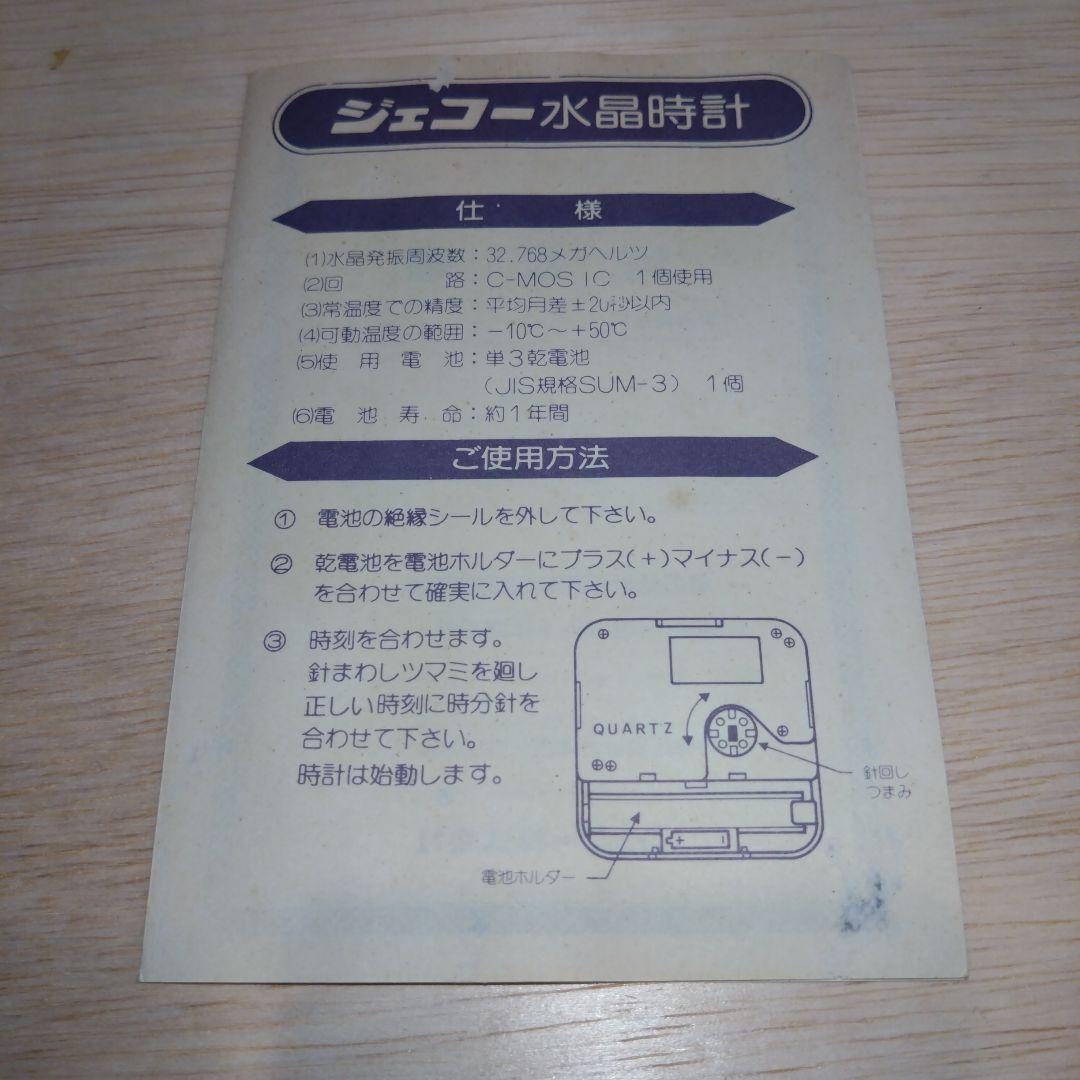 ジェコー水晶時計
仕様
(1)水晶発振周波数：32.768メガヘルツ
(2)回路：C-MOS IC 1個使用
(3)常温度での精度：平均月差±20秒以内
(4)可動温度の範囲：－10℃～＋50℃
(5)使用電池：単3乾電池
（JIS規格SUM-3） 1個
(6)電池寿命：約1年間
ご使用方法
① 電池の絶縁シールを外して下さい。
② 乾電池を電池ホルダーにプラス(＋)マイナス(－)
を合わせて確実に入れて下さい。
③ 時刻を合わせます。
針まわしツマミを廻し
正しい時刻に時分針を
合わせて下さい。
時計は始動します。
QUARTZ
針回し
つまみ
+ -
電池ホルダー